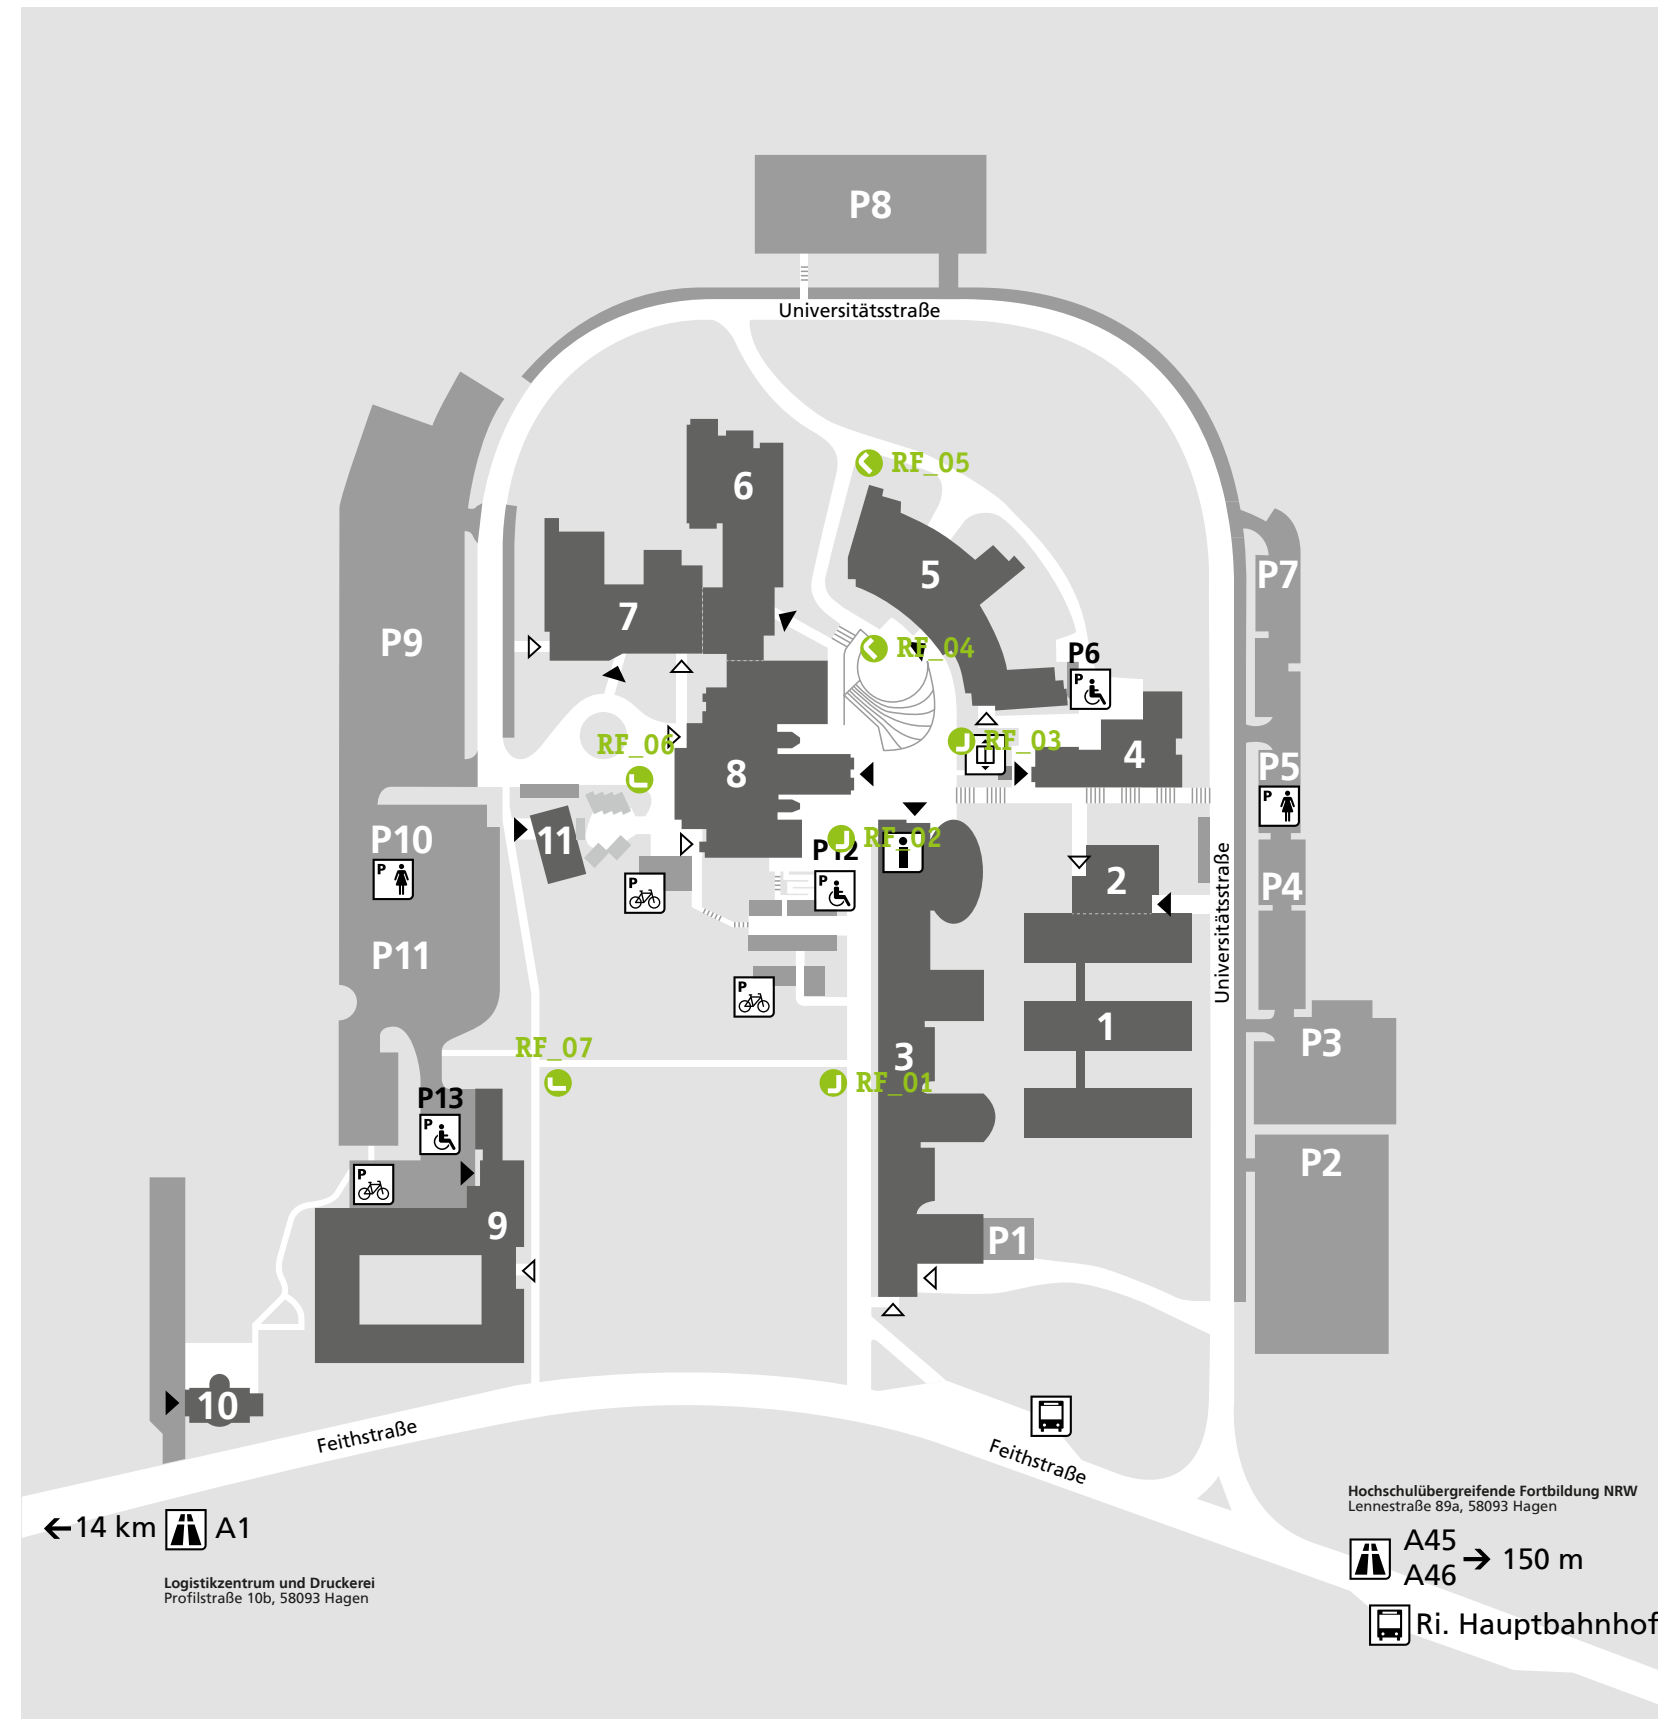 P8
Universitätsstraße
RF_05
6
5
P7
7
P9
RF_04
P6
P
RF_06
RF_03
8
4
P5
P
P10
11
RF_02
P12
P
P
P
2
P4
Universitätsstraße
P11
P
RF_07
1
P3
3
RF_01
P13
P
P2
P
9
P1
10
Feithstraße
Feithstraße
Hochschulübergreifende Fortbildung NRW
Lennestraße 89a, 58093 Hagen
14 km
A1
A45
A46
150 m
Logistikzentrum und Druckerei
Profilstraße 10b, 58093 Hagen
Ri. Hauptbahnhof